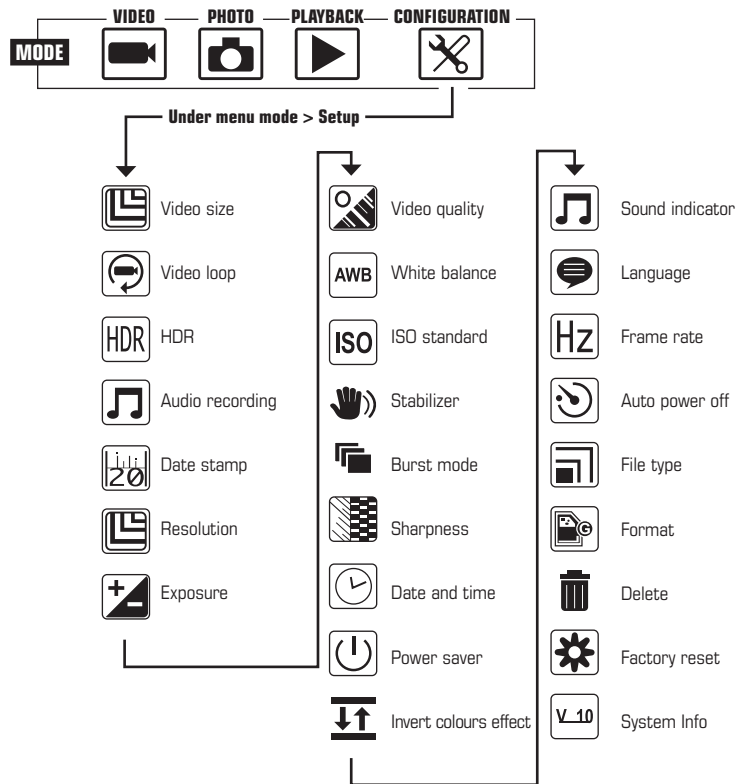 VIDEO PHOTO PLAYBACK CONFIGURATION
MODE
Under menu mode > Setup
Video size
Video loop
HDR HDR
Audio recording
jui 20 Date stamp
Resolution
Exposure
Video quality
AWB White balance
ISO ISO standard
Stabilizer
Burst mode
Sharpness
Date and time
Power saver
Invert colours effect
Sound indicator
Language
Hz Frame rate
Auto power off
File type
G Format
Delete
Factory reset
V 10 System Info